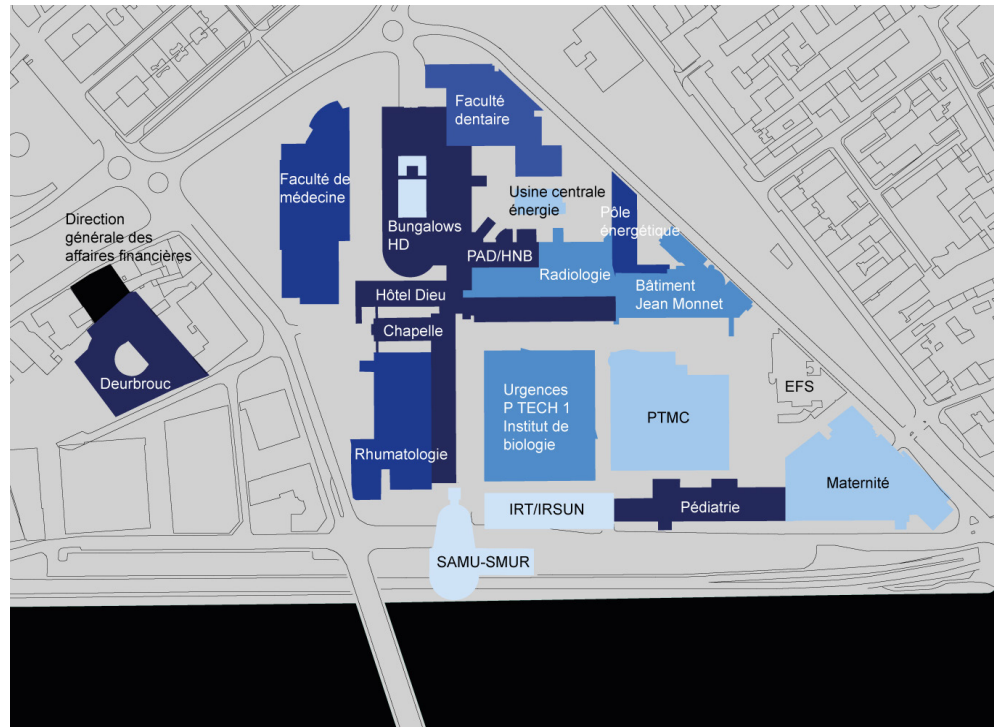 Faculté
dentaire
Faculté de
médecine
Usine centrale
énergie
Pôle
énergétique
Direction
générale des
affaires financières
Bungalows
HD
PAD/HNB
Radiologie
Bâtiment
Jean Monnet
Hôtel Dieu
Chapelle
Deurbrouc
Urgences
P TECH 1
Institut de
biologie
PTMC
EFS
Rhumatologie
Maternité
IRT/IRSUN
Pédiatrie
SAMU-SMUR